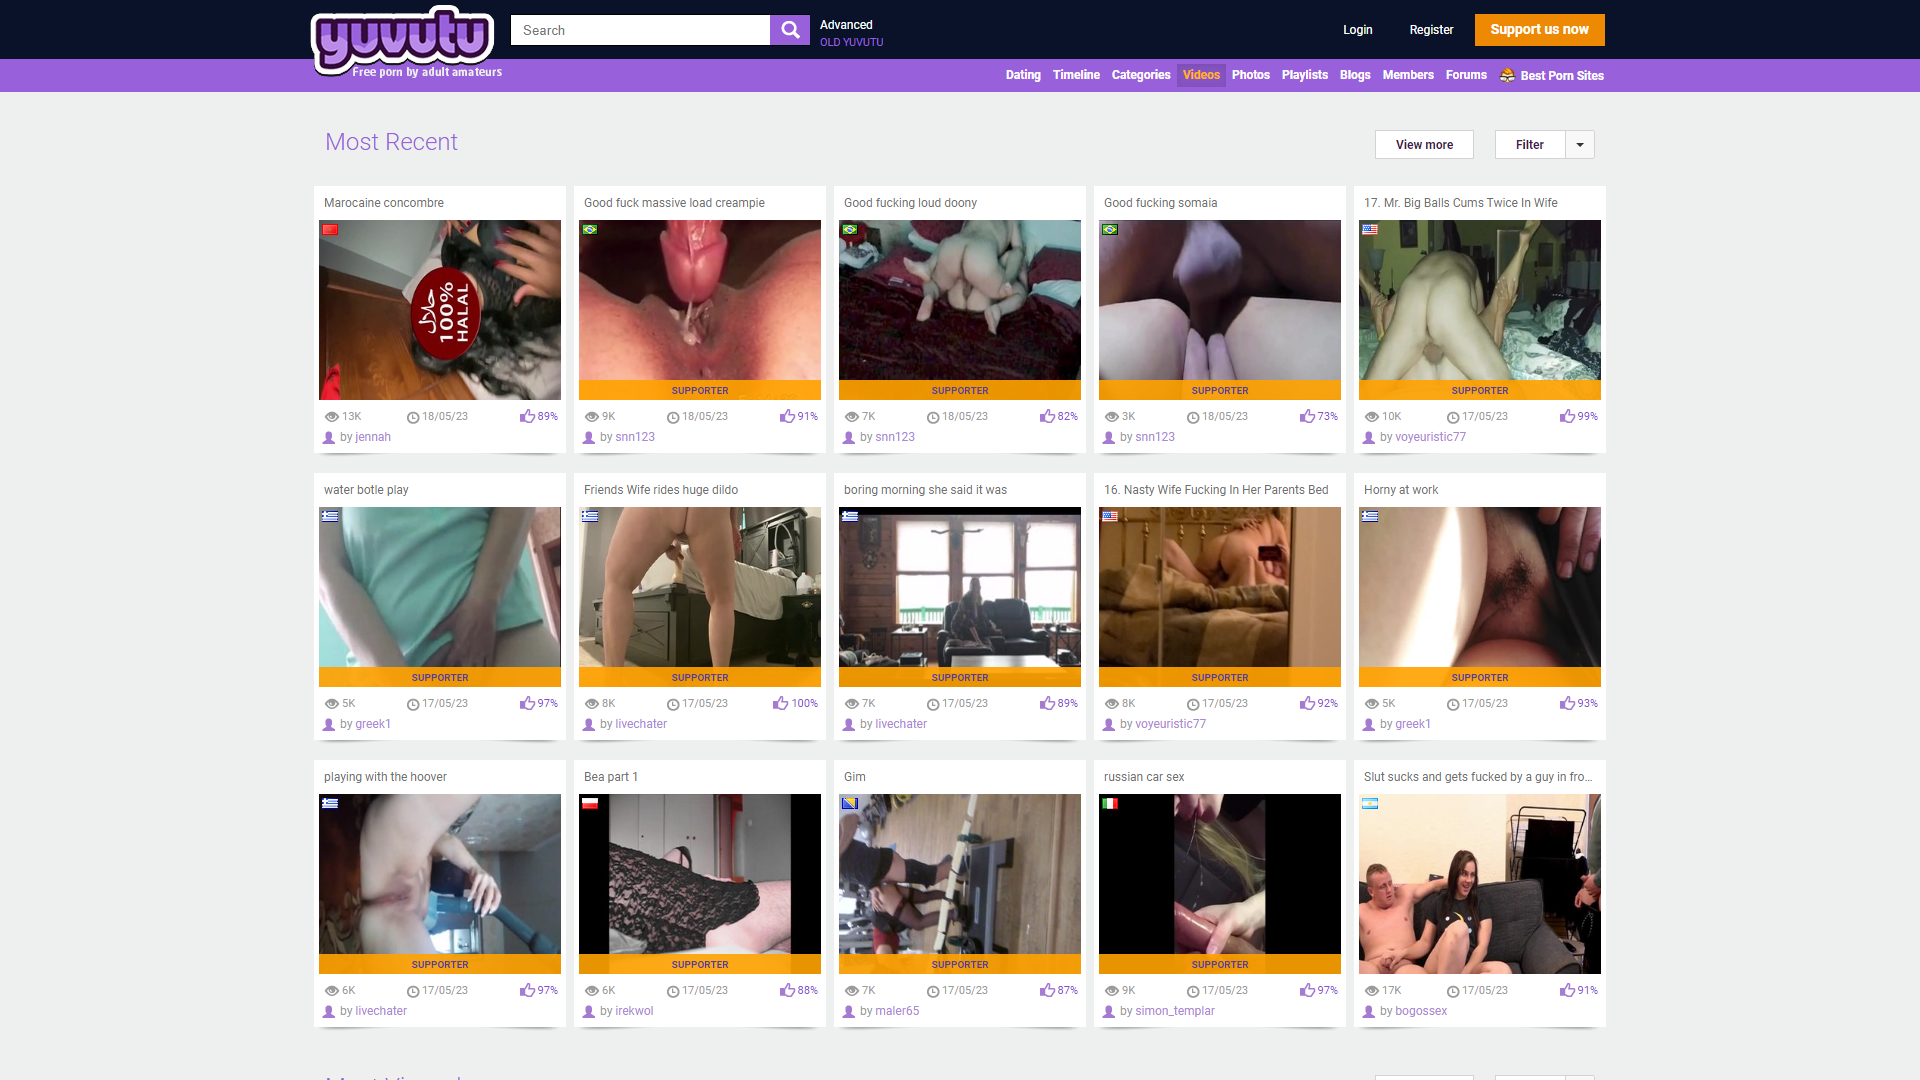 yuvutu
Free porn by adult amateurs
Search
Advanced
OLD YUVUTU
Login
Register
Support us now
Dating
Timeline
Categories
Videos
Photos
Playlists
Blogs
Members
Forums
Best Porn Sites
Most Recent
View more
Filter
Marocaine concombre
حلال
100%
HALAL
13K
18/05/23
89%
by jennah
Good fuck massive load creampie
SUPPORTER
9K
18/05/23
91%
by snn123
Good fucking loud doony
SUPPORTER
7K
18/05/23
82%
by snn123
Good fucking somaia
SUPPORTER
3K
18/05/23
73%
by snn123
17. Mr. Big Balls Cums Twice In Wife
SUPPORTER
10K
17/05/23
99%
by voyeuristic77
water botle play
SUPPORTER
5K
17/05/23
97%
by greek1
Friends Wife rides huge dildo
SUPPORTER
8K
17/05/23
100%
by livechater
boring morning she said it was
SUPPORTER
7K
17/05/23
89%
by livechater
16. Nasty Wife Fucking In Her Parents Bed
SUPPORTER
8K
17/05/23
92%
by voyeuristic77
Horny at work
SUPPORTER
5K
17/05/23
93%
by greek1
playing with the hoover
SUPPORTER
6K
17/05/23
97%
by livechater
Bea part 1
SUPPORTER
6K
17/05/23
88%
by irekwol
Gim
SUPPORTER
7K
17/05/23
87%
by maler65
russian car sex
SUPPORTER
9K
17/05/23
97%
by simon_templar
Slut sucks and gets fucked by a guy in fro...
17K
17/05/23
91%
by bogossex